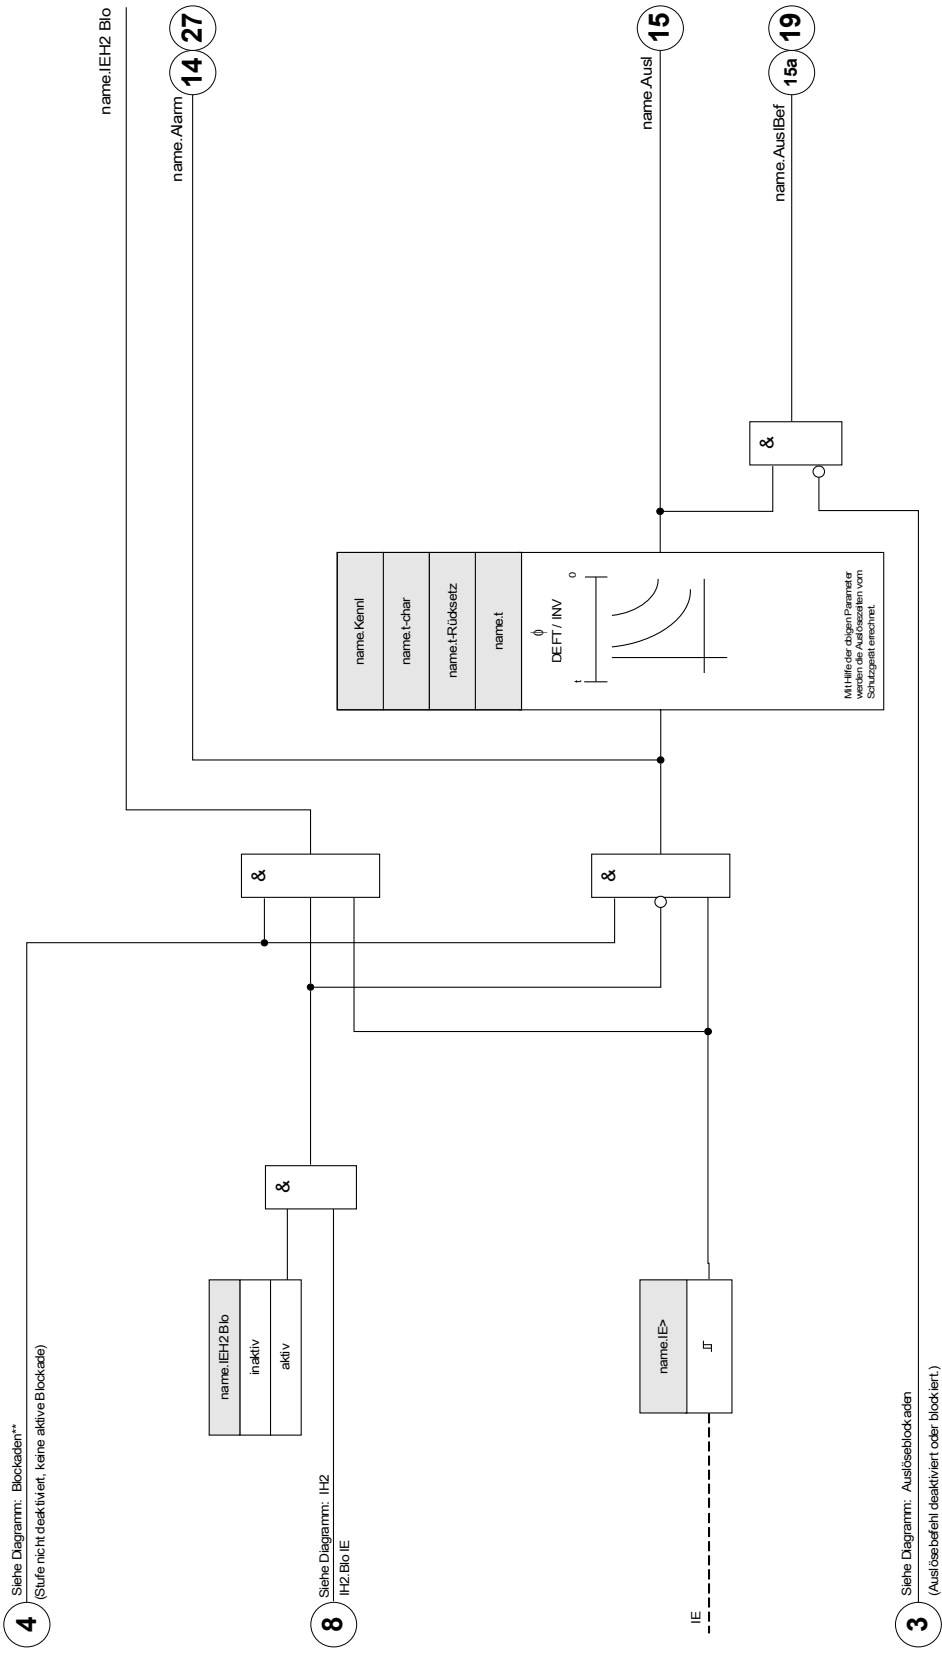 4
Siehe Diagramm: Blockaden**
(Stufe nicht deaktiviert, keine aktive Blockade)
8
Siehe Diagramm: IH2
IH2.Blo IE
name.IEH2 Blo
inaktiv
aktiv
&
&
name.IEH2 Blo
name.Alarm
14
27
IE
name.IE>
&
name.Kennl
name.t-char
name.t-Rücksetz
name.t
ϕ
DEFT / INV
t
0
Mit Hilfe der obigen Parameter
werden die Auslösezeiten vom
Schutzgerät errechnet.
name.Ausl
15
&
name.AuslBef
15a
19
3
Siehe Diagramm: Auslöseblockaden
(Auslösebefehl deaktiviert oder blockiert.)